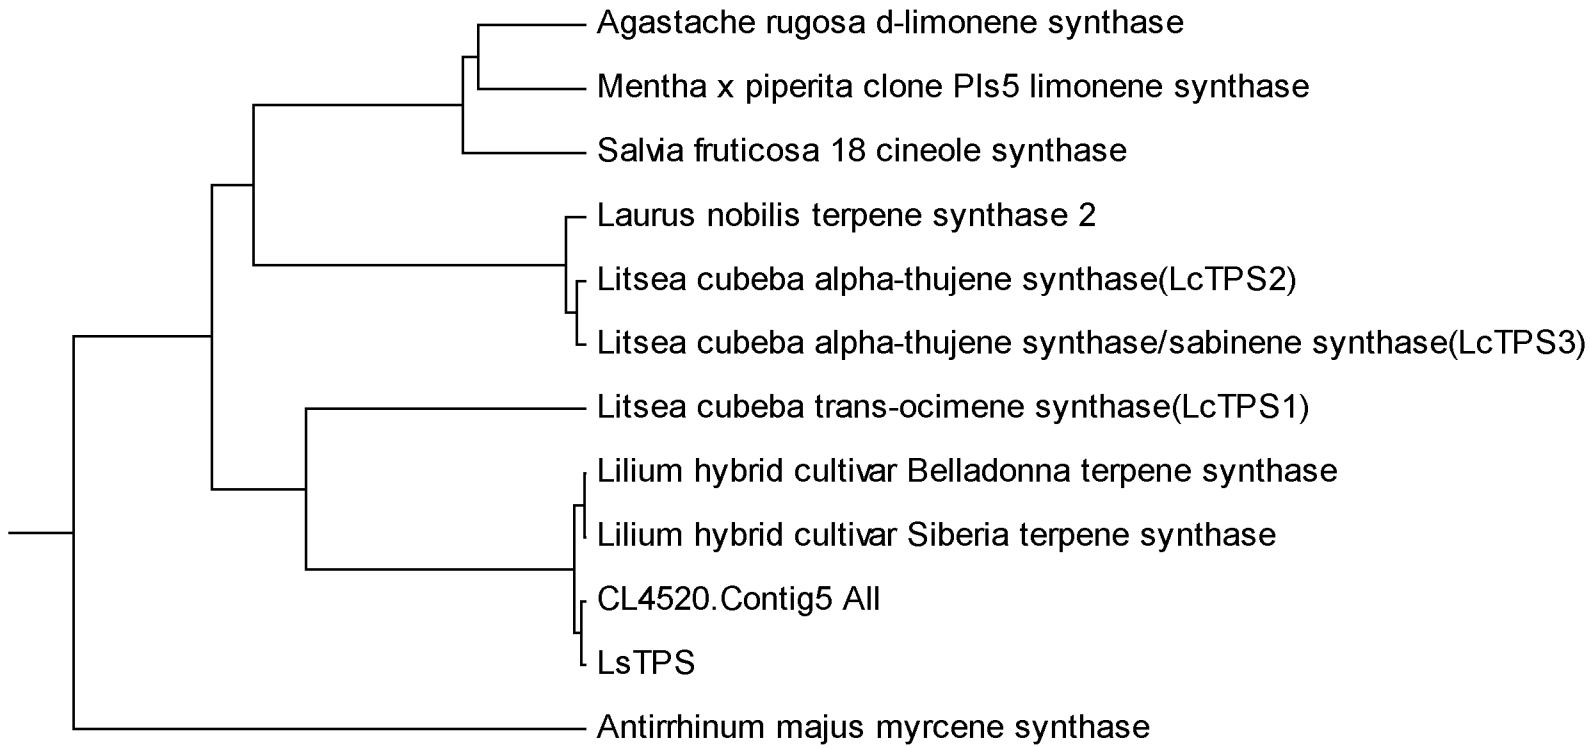 Agastache rugosa d-limonene synthase
Mentha x piperita clone Pls5 limonene synthase
Salvia fruticosa 18 cineole synthase
Laurus nobilis terpene synthase 2
Litsea cubeba alpha-thujene synthase(LcTPS2)
Litsea cubeba alpha-thujene synthase/sabinene synthase(LcTPS3)
Litsea cubeba trans-ocimene synthase(LcTPS1)
Lilium hybrid cultivar Belladonna terpene synthase
Lilium hybrid cultivar Siberia terpene synthase
CL4520.Contig5 All
LsTPS
Antirrhinum majus myrcene synthase